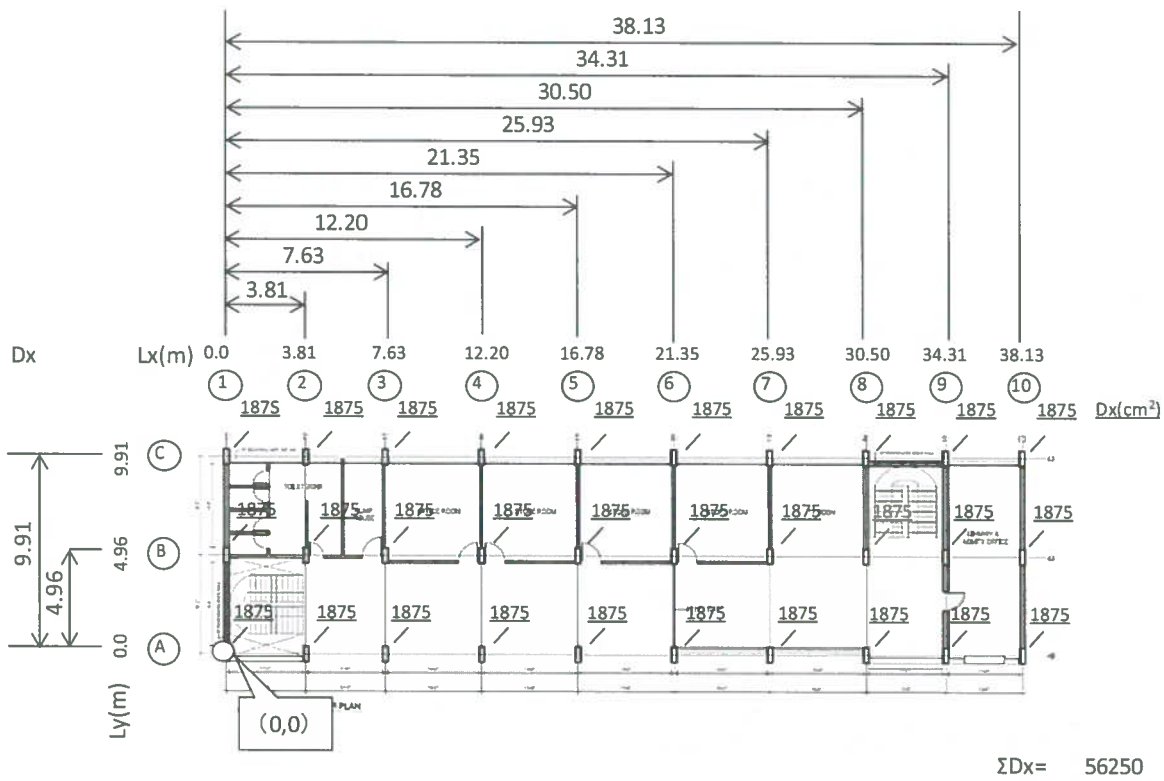 38.13
34.31
30.50
25.93
21.35
16.78
12.20
7.63
3.81
Dx Lx(m) 0.0 3.81 7.63 12.20 16.78 21.35 25.93 30.50 34.31 38.13
1 2 3 4 5 6 7 8 9 10
1875 1875 1875 1875 1875 1875 1875 1875 1875 1875 Dx(cm²)
9.91 C
1875 1875 1875 1875 1875 1875 1875 1875 1875 1875
ROOM ROOM ROOM
9.91
4.96 B
4.96
1875 1875 1875 1875 1875 1875 1875 1875 1875 1875
0.0 A
Ly(m)
(0,0)
PLAN
ΣDx= 56250